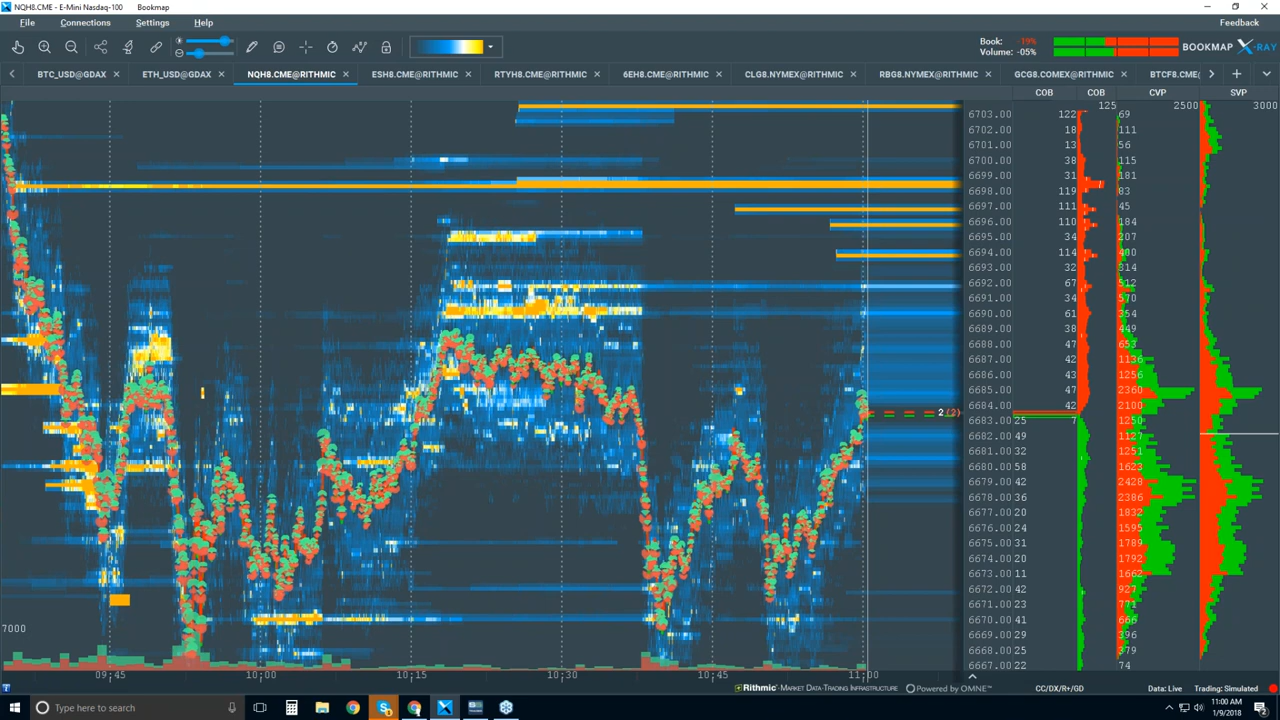 NQH8.CME - E-Mini Nasdaq-100 Bookmap
File Connections Settings Help Feedback
Book: -19%
Volume: -05%
BOOKMAP X-RAY
BTC_USD@GDAX ETH_USD@GDAX NQH8.CME@RITHMIC ESH8.CME@RITHMIC RTYH8.CME@RITHMIC 6EH8.CME@RITHMIC CLG8.NYMEX@RITHMIC RBG8.NYMEX@RITHMIC GCG8.COMEX@RITHMIC BTCF8.CME@
COB COB CVP SVP
125 2500 3000
6703.00 122 69
6702.00 18 111
6701.00 13 56
6700.00 38 115
6699.00 31 181
6698.00 119 83
6697.00 111 45
6696.00 110 184
6695.00 34 207
6694.00 114 400
6693.00 32 314
6692.00 67 512
6691.00 34 570
6690.00 61 354
6689.00 38 449
6688.00 47 653
6687.00 42 1136
6686.00 43 1256
6685.00 47 2360
6684.00 42 2100
2 (2)
6683.00 25 7 1250
6682.00 49 1127
6681.00 32 1251
6680.00 58 1623
6679.00 42 2428
6678.00 36 2386
6677.00 20 1832
6676.00 24 1595
6675.00 31 1789
6674.00 20 1792
6673.00 11 1662
6672.00 42 927
6671.00 23 771
6670.00 41 666
6669.00 29 396
6668.00 25 379
6667.00 22 74
7000
09:45 10:00 10:15 10:30 10:45 11:00
Rithmic - Market Data-Trading Infrastructure Powered by OMNE™ CC/DX/R+/GD Data: Live Trading: Simulated
Type here to search
11:00 AM
1/9/2018
2